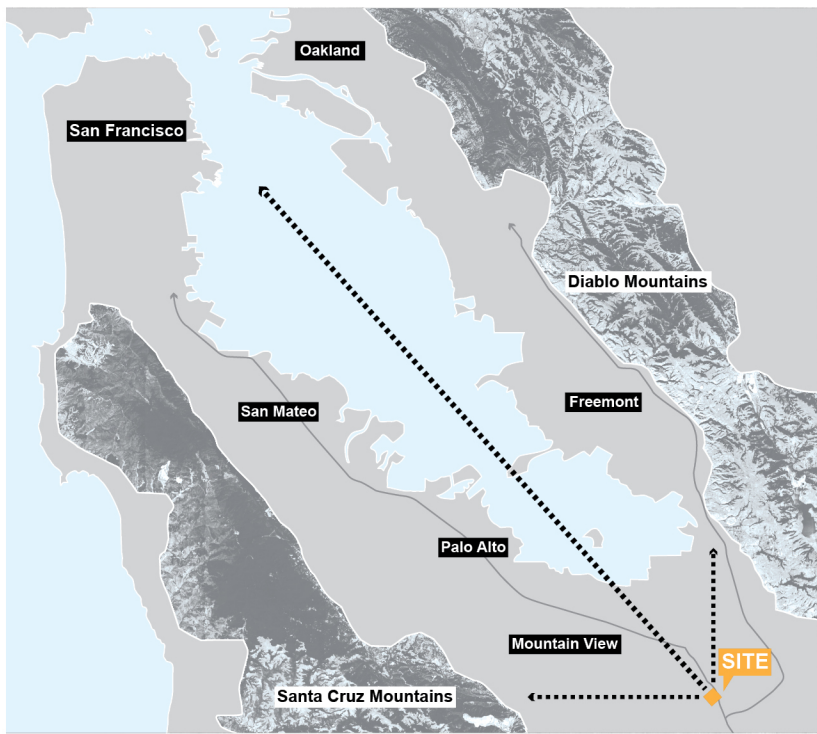 Oakland
San Francisco
Diablo Mountains
Freemont
San Mateo
Palo Alto
Mountain View
SITE
Santa Cruz Mountains